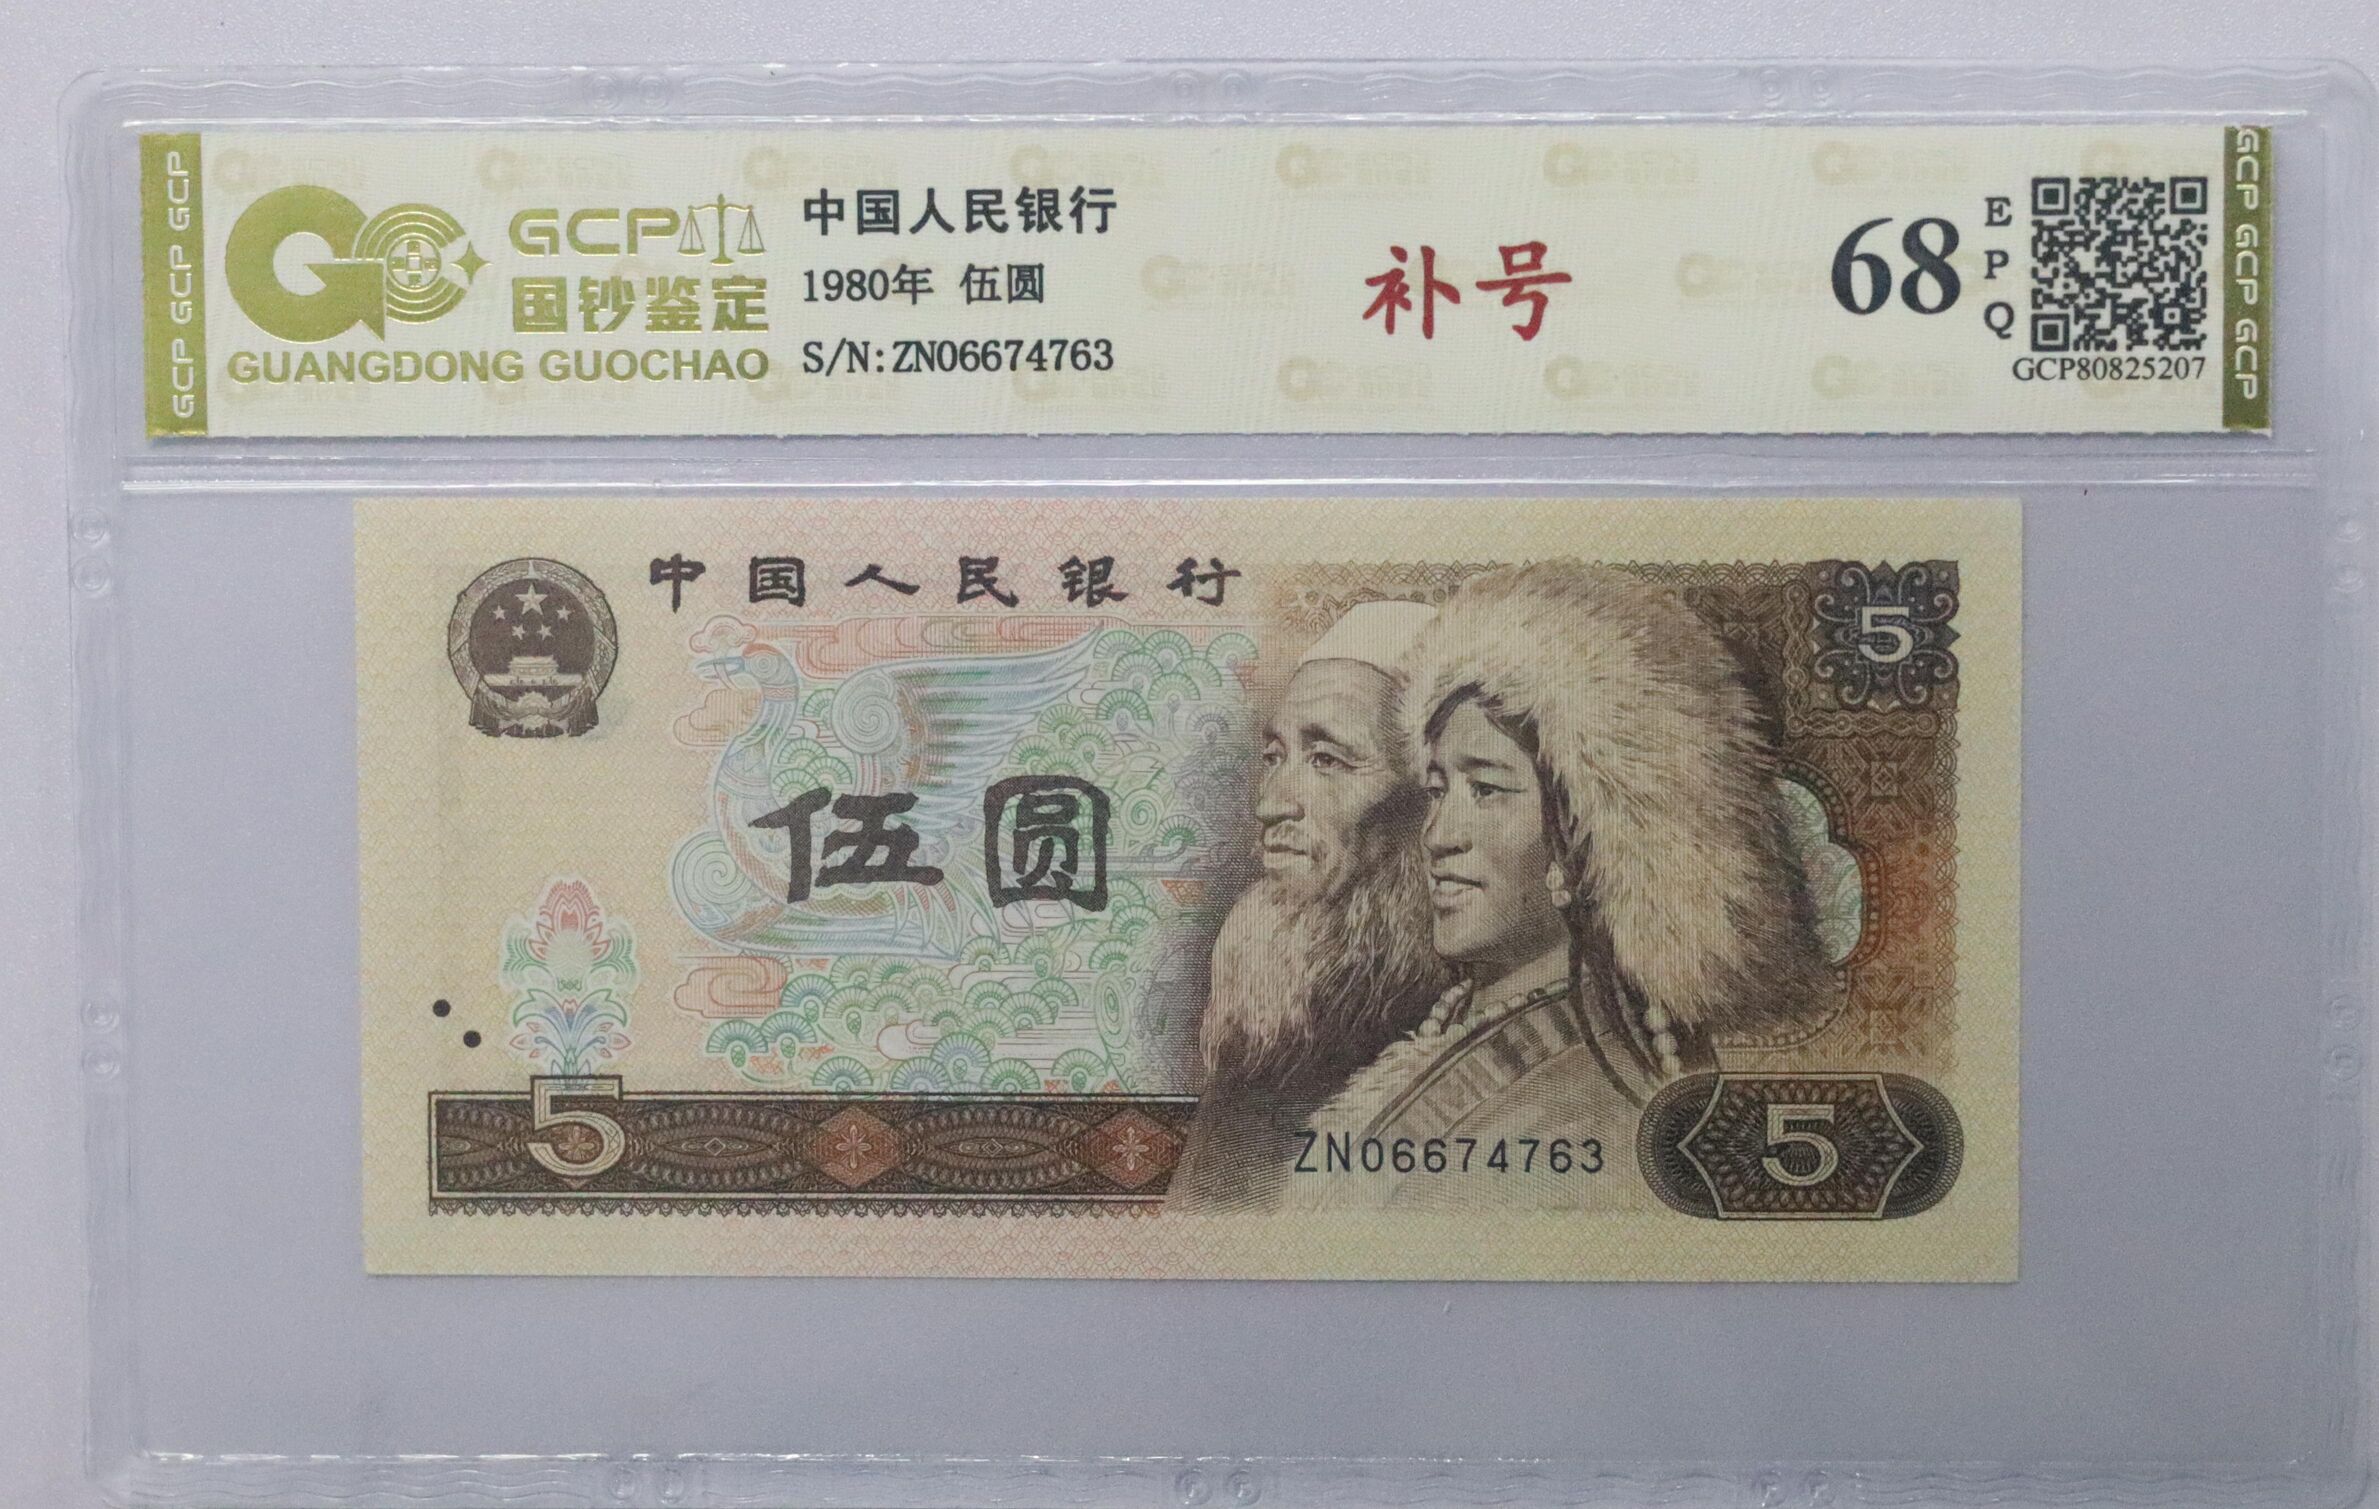 GCP GCP GCP
GCP
国钞鉴定
GUANGDONG GUOCHAO
中国人民银行
1980年 伍圆
S/N:ZN06674763
补号
68
EPQ
GCP80825207
GCP GCP GCP
中国人民银行
5
伍圆
5
ZN06674763
5